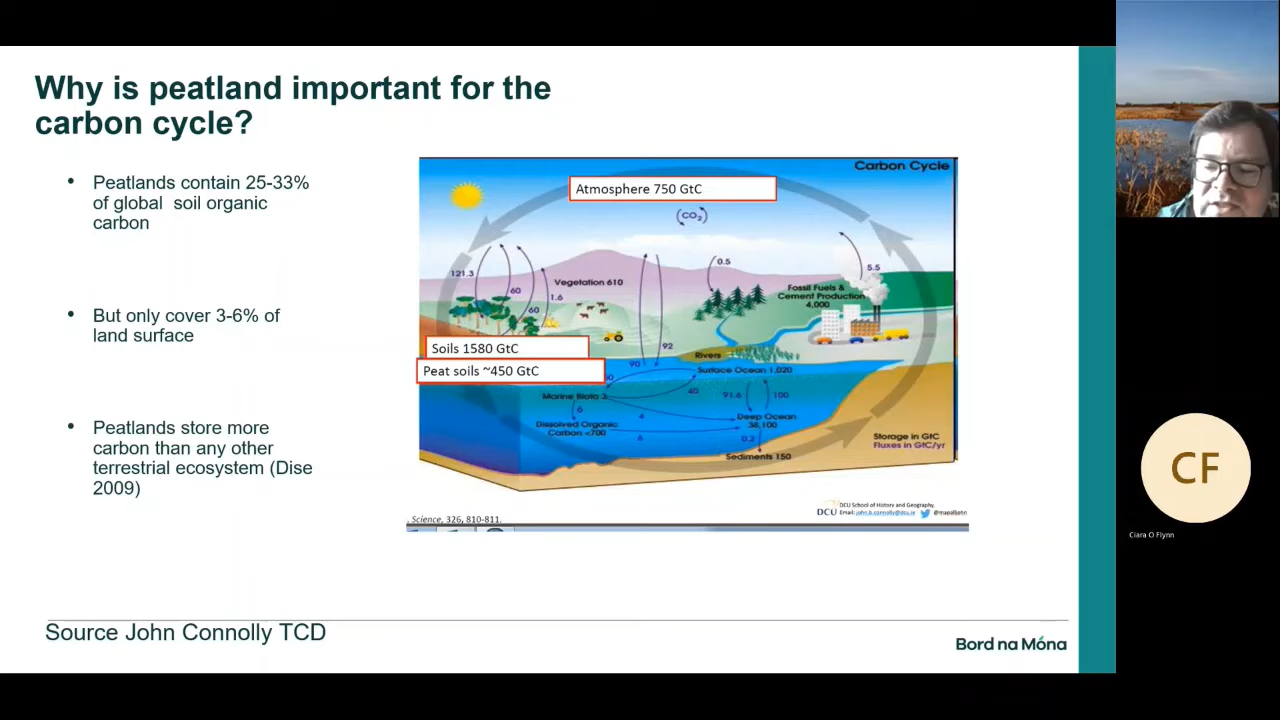 Why is peatland important for the
carbon cycle?
• Peatlands contain 25-33%
of global soil organic
carbon
• But only cover 3-6% of
land surface
• Peatlands store more
carbon than any other
terrestrial ecosystem (Dise
2009)
Carbon Cycle
Atmosphere 750 GtC
(CO₂)
121.3
60
60
1.6
Vegetation 610
0.5
5.5
Fossil Fuels &
Cement Production
4,000
Soils 1580 GtC
Peat soils ~450 GtC
90
92
Rivers
Surface Ocean 1,020
40
91.6
100
Marine Biota 3
6
4
Dissolved Organic
Carbon <700
6
Deep Ocean
38,100
0.2
Sediments 150
Storage in GtC
Fluxes in GtC/yr
, Science, 326, 810-811.
DCU
DCU School of History and Geography.
Email: john.b.connolly@dcu.ie
@mapaljohn
Source John Connolly TCD
Bord na Móna
CF
Ciara O Flynn